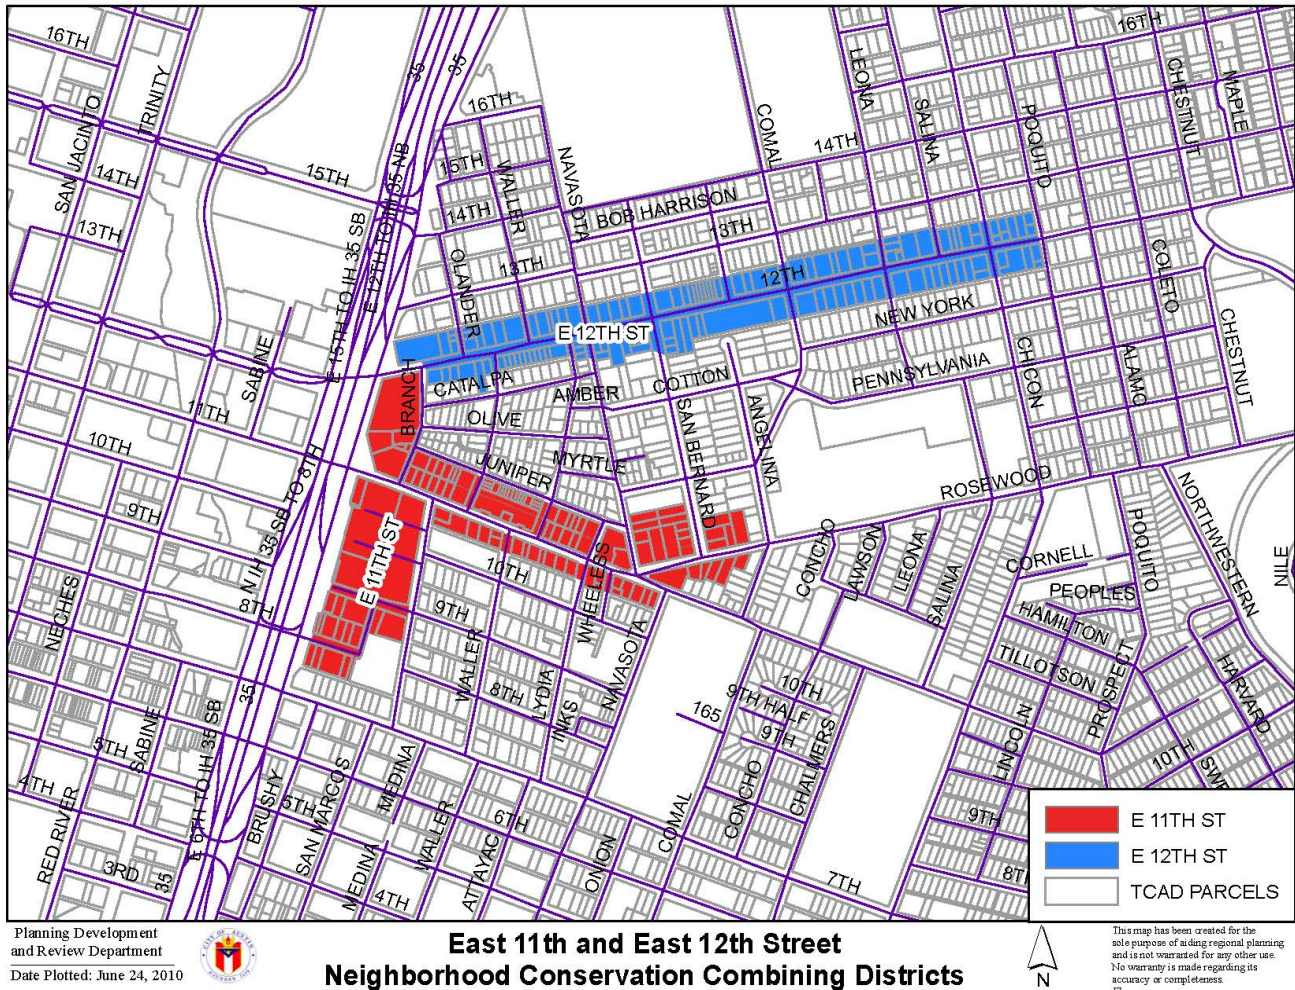 16TH
TRINITY
SAN JACINTO
14TH
13TH
15TH
35
35
E 12TH TO IH 35 NB
E 15TH TO IH 35 SB
SABINE
16TH
15TH
WALLER
14TH
OLANDER
13TH
NAVASOTA
BOB HARRISON
13TH
COMAL
14TH
LEONA
SALINA
POQUITO
16TH
CHESTNUT
MAPLE
12TH
E 12TH ST
NEW YORK
PENNSYLVANIA
COLETO
CHICON
ALAMO
CHESTNUT
BRANCH
CATALPA
OLIVE
AMBER
COTTON
MYRTLE
JUNIPER
SAN BERNARD
ANGELINA
ROSEWOOD
11TH
10TH
9TH
8TH
N IH 35 SB TO 8TH
NECHES
E 11TH ST
10TH
9TH
WALLER
8TH
LYDIA
INKS
WHEELESS
NAVASOTA
CONCHO
LAWSON
LEONA
SALINA
CORNELL
PEOPLES
HAMILTON
TILLOTSON
PROSPECT
POQUITO
NORTHWESTERN
NILE
HARVARD
10TH
LINCOLN
9TH
8TH
10TH
9TH HALF
9TH
165
CHALMERS
CONCHO
COMAL
7TH
5TH
4TH
SABINE
RED RIVER
3RD
35
35
E 6TH TO IH 35 SB
BRUSHY
5TH
SAN MARCOS
MEDINA
MEDINA
WALLER
4TH
6TH
ATTAYAC
ONION
E 11TH ST
E 12TH ST
TCAD PARCELS
Planning Development
and Review Department
Date Plotted: June 24, 2010
CITY OF AUSTIN
East 11th and East 12th Street
Neighborhood Conservation Combining Districts
N
This map has been created for the
sole purpose of aiding regional planning
and is not warranted for any other use.
No warranty is made regarding its
accuracy or completeness.